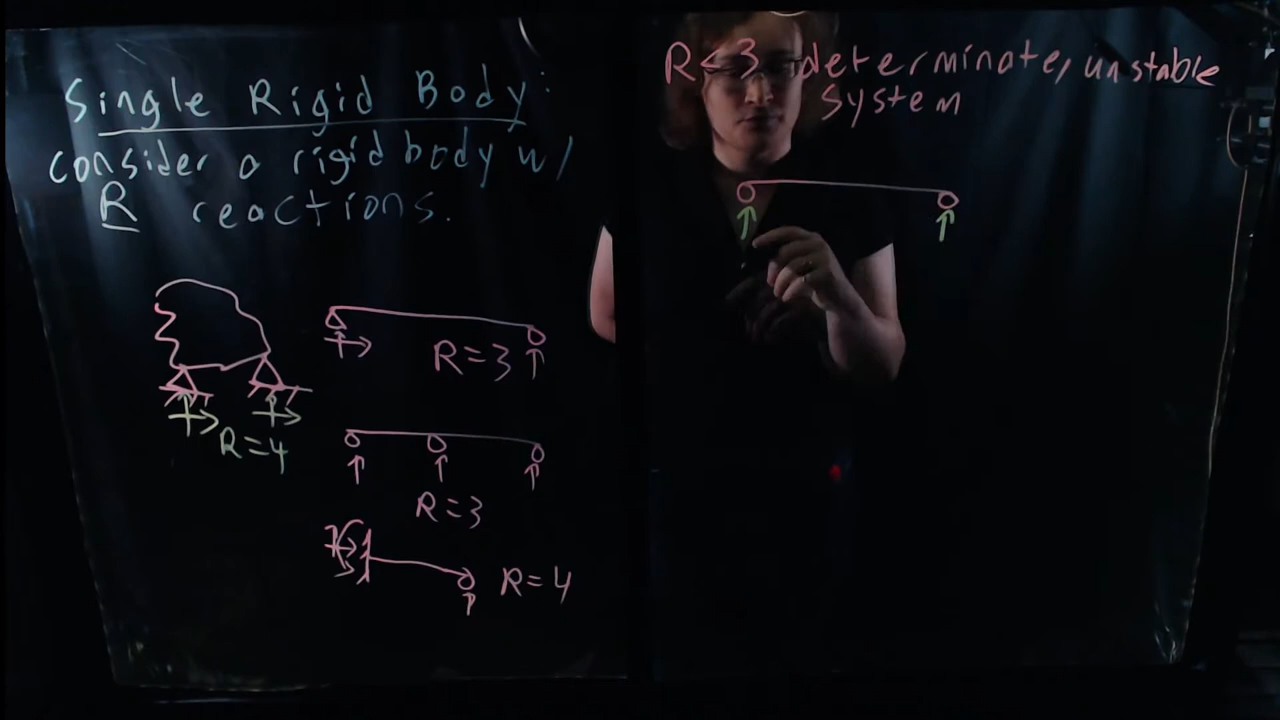 Single Rigid Body:
consider a rigid body w/
R reactions.
R=4
R=3
R=3
R=4
R<3 determinate, unstable
system